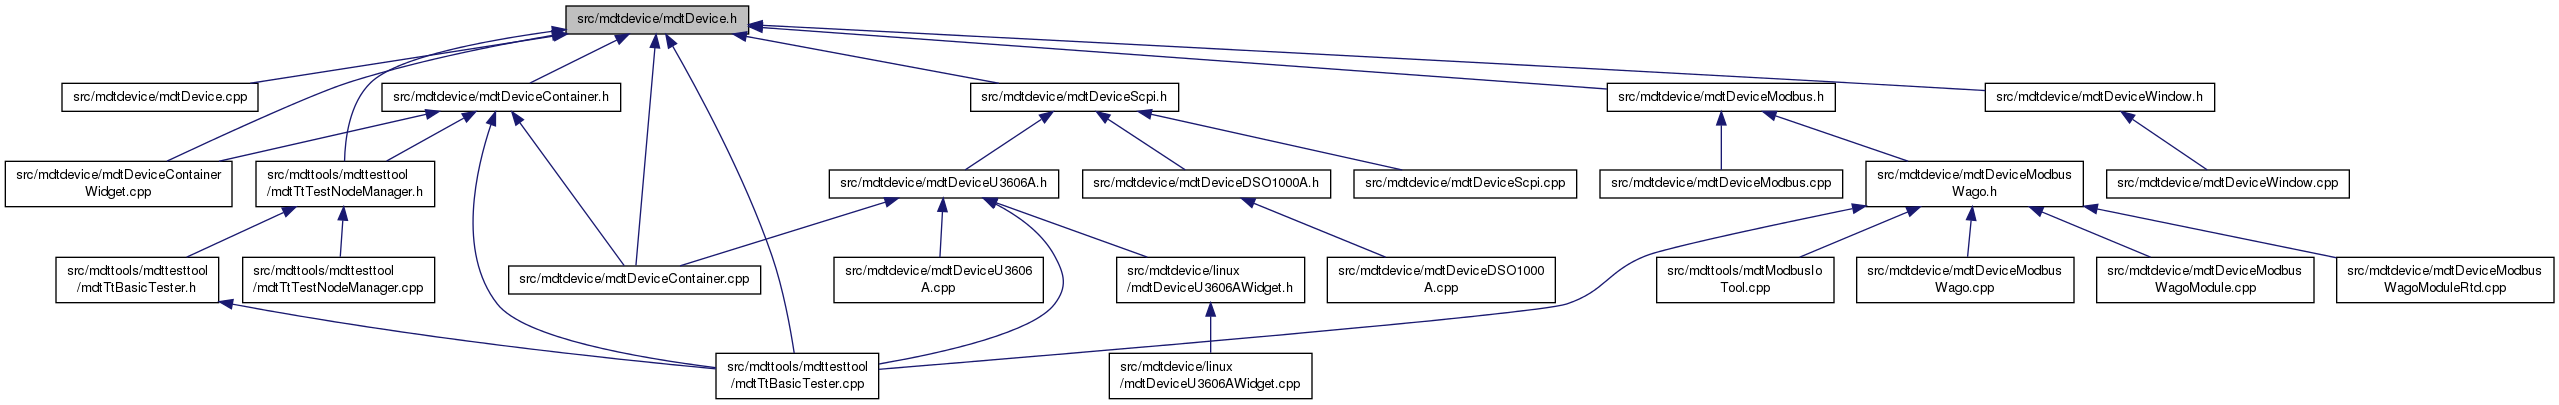 src/mdtdevice/mdtDevice.h
src/mdtdevice/mdtDevice.cpp
src/mdtdevice/mdtDeviceContainer.h
src/mdtdevice/mdtDeviceScpi.h
src/mdtdevice/mdtDeviceModbus.h
src/mdtdevice/mdtDeviceWindow.h
src/mdtdevice/mdtDeviceContainer
Widget.cpp
src/mdttools/mdttesttool
/mdtTtTestNodeManager.h
src/mdtdevice/mdtDeviceU3606A.h
src/mdtdevice/mdtDeviceDSO1000A.h
src/mdtdevice/mdtDeviceScpi.cpp
src/mdtdevice/mdtDeviceModbus.cpp
src/mdtdevice/mdtDeviceModbus
Wago.h
src/mdtdevice/mdtDeviceWindow.cpp
src/mdttools/mdttesttool
/mdtTtBasicTester.h
src/mdttools/mdttesttool
/mdtTtTestNodeManager.cpp
src/mdtdevice/mdtDeviceContainer.cpp
src/mdtdevice/mdtDeviceU3606
A.cpp
src/mdtdevice/linux
/mdtDeviceU3606AWidget.h
src/mdtdevice/mdtDeviceDSO1000
A.cpp
src/mdttools/mdtModbusIo
Tool.cpp
src/mdtdevice/mdtDeviceModbus
Wago.cpp
src/mdtdevice/mdtDeviceModbus
WagoModule.cpp
src/mdtdevice/mdtDeviceModbus
WagoModuleRtd.cpp
src/mdttools/mdttesttool
/mdtTtBasicTester.cpp
src/mdtdevice/linux
/mdtDeviceU3606AWidget.cpp